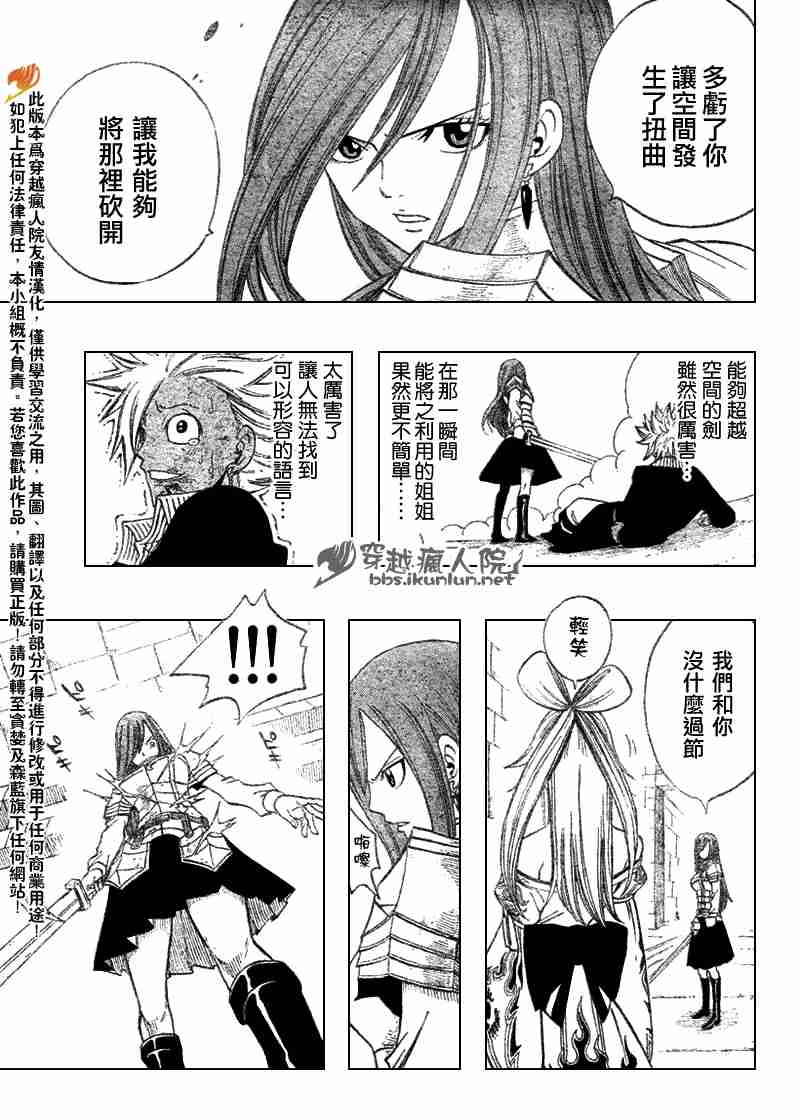 多虧了你
讓空間發
生了扭曲
讓我能夠
將那裡砍開
能夠超越
空間的劍
雖然很厲害…
在那一瞬間
能將之利用的姐姐
果然更不簡單……
太厲害了
讓人無法找到
可以形容的語言…
穿越瘋人院
bbs.ikunlun.net
我們和你
沒什麼過節
輕笑
啪嚓
!!!
此版本爲穿越瘋人院友情漢化，僅供學習交流之用，其圖、翻譯以及任何部分不得進行修改或用于任何商業用途！
如犯上任何法律責任，本小組概不負責。若您喜歡此作品，請購買正版！請勿轉至貪婪及森藍旗下任何網站！